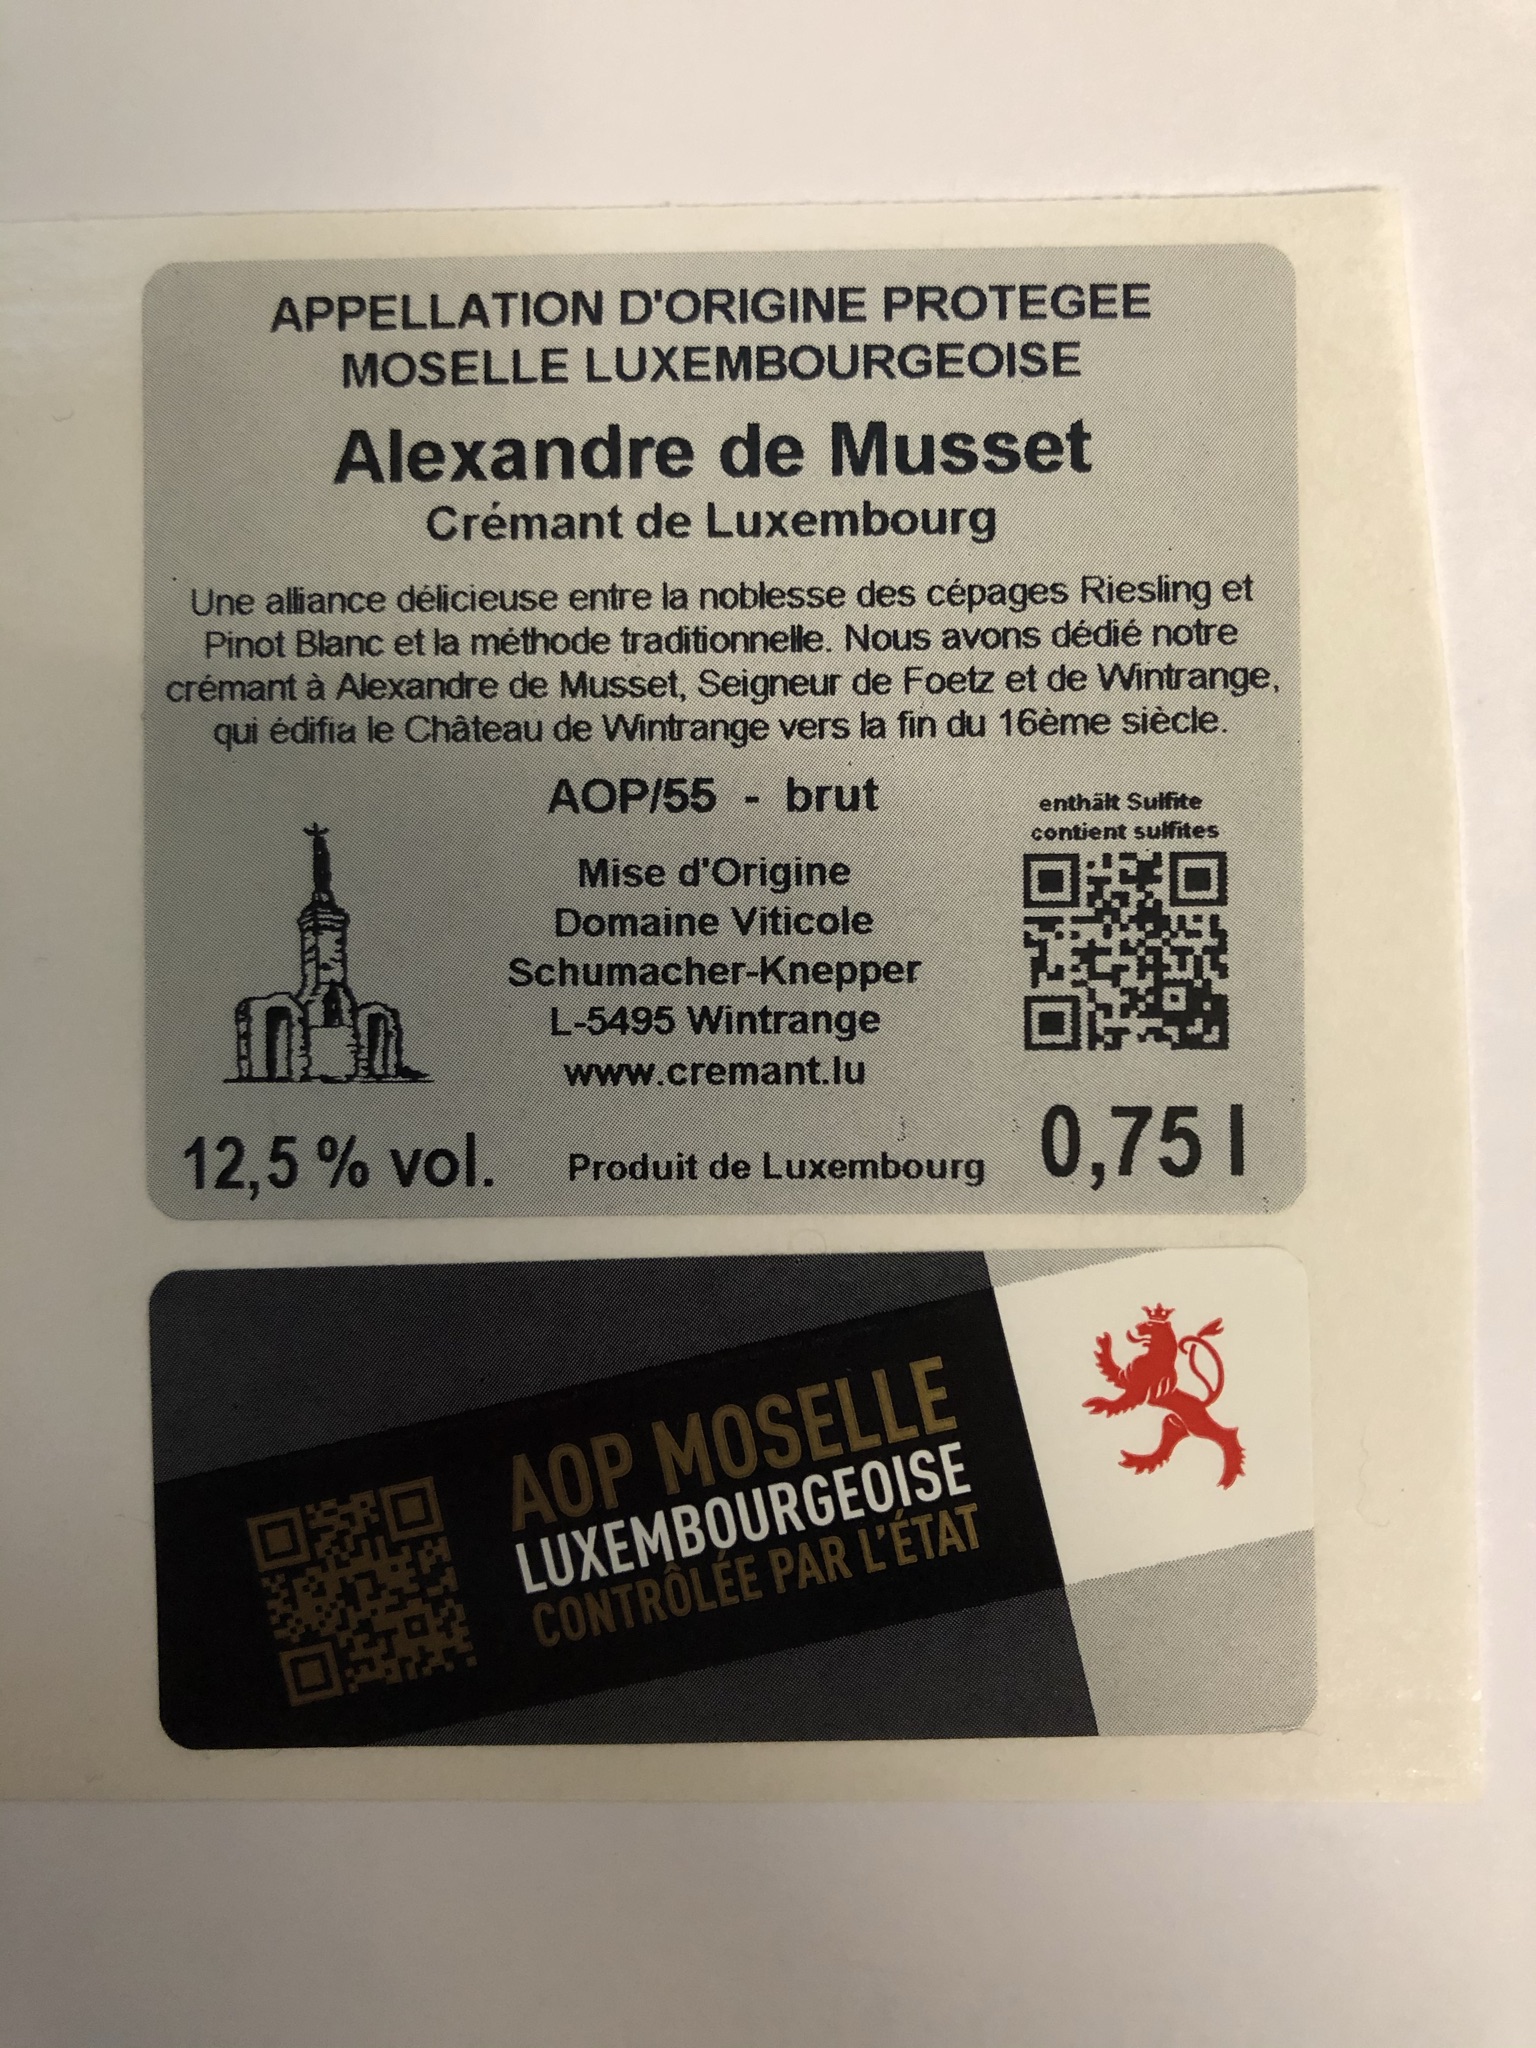 APPELLATION D'ORIGINE PROTEGEE
MOSELLE LUXEMBOURGEOISE
Alexandre de Musset
Crémant de Luxembourg
Une alliance délicieuse entre la noblesse des cépages Riesling et
Pinot Blanc et la méthode traditionnelle. Nous avons dédié notre
crémant à Alexandre de Musset, Seigneur de Foetz et de Wintrange,
qui édifia le Château de Wintrange vers la fin du 16ème siècle.
AOP/55 - brut
enthält Sulfite
contient sulfites
Mise d'Origine
Domaine Viticole
Schumacher-Knepper
L-5495 Wintrange
www.cremant.lu
12,5 % vol.
Produit de Luxembourg
0,75 l
AOP MOSELLE
LUXEMBOURGEOISE
CONTRÔLÉE PAR L'ÉTAT